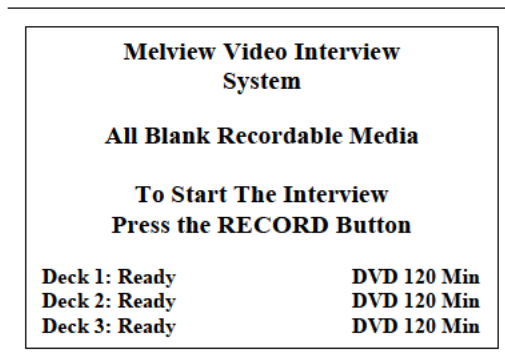 Melview Video Interview
System
All Blank Recordable Media
To Start The Interview
Press the RECORD Button
Deck 1: Ready DVD 120 Min
Deck 2: Ready DVD 120 Min
Deck 3: Ready DVD 120 Min